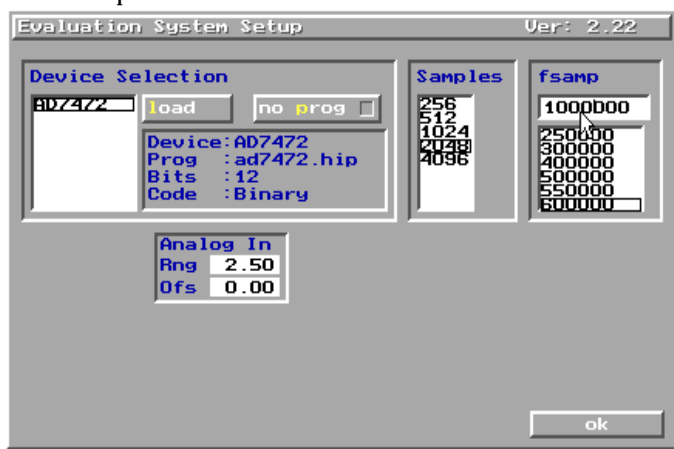 Evaluation System Setup Ver: 2.22
Device Selection
AD7472
load
no prog
Device:AD7472
Prog :ad7472.hip
Bits :12
Code :Binary
Samples
256
512
1024
2048
4096
fsamp
1000000
250000
300000
400000
500000
550000
600000
Analog In
Rng 2.50
Ofs 0.00
ok